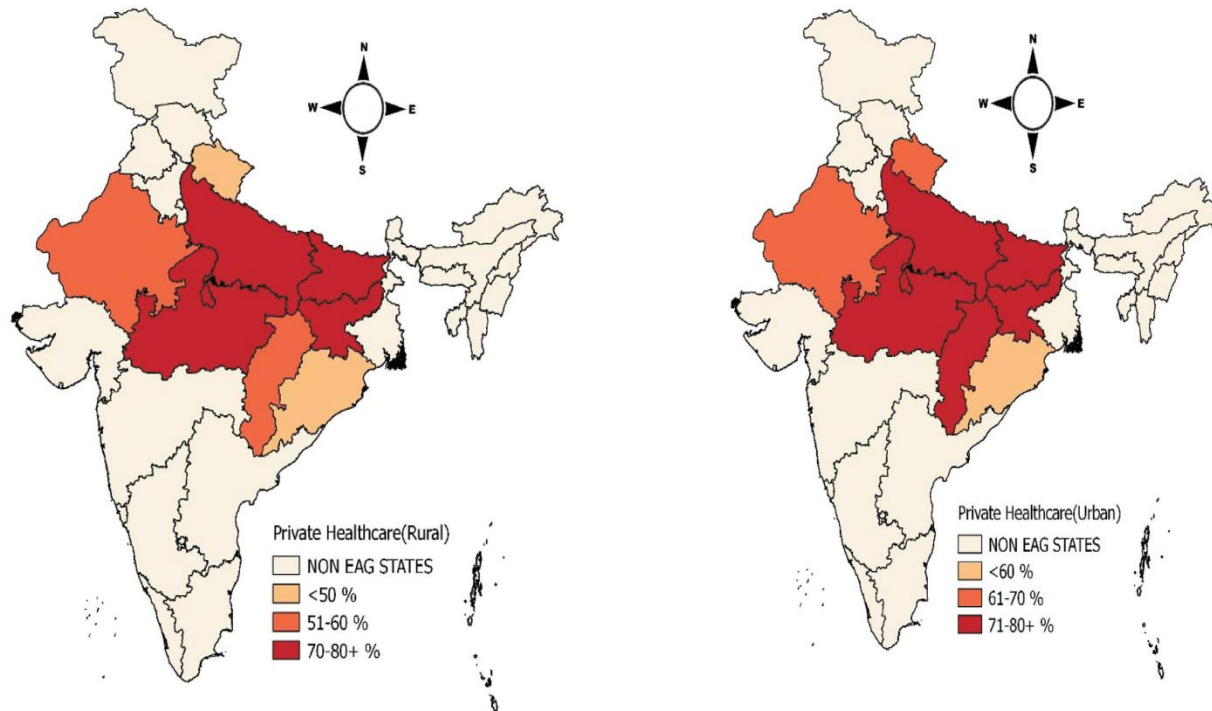 N
W E
S
Private Healthcare(Rural)
NON EAG STATES
<50 %
51-60 %
70-80+ %
N
W E
S
Private Healthcare(Urban)
NON EAG STATES
<60 %
61-70 %
71-80+ %